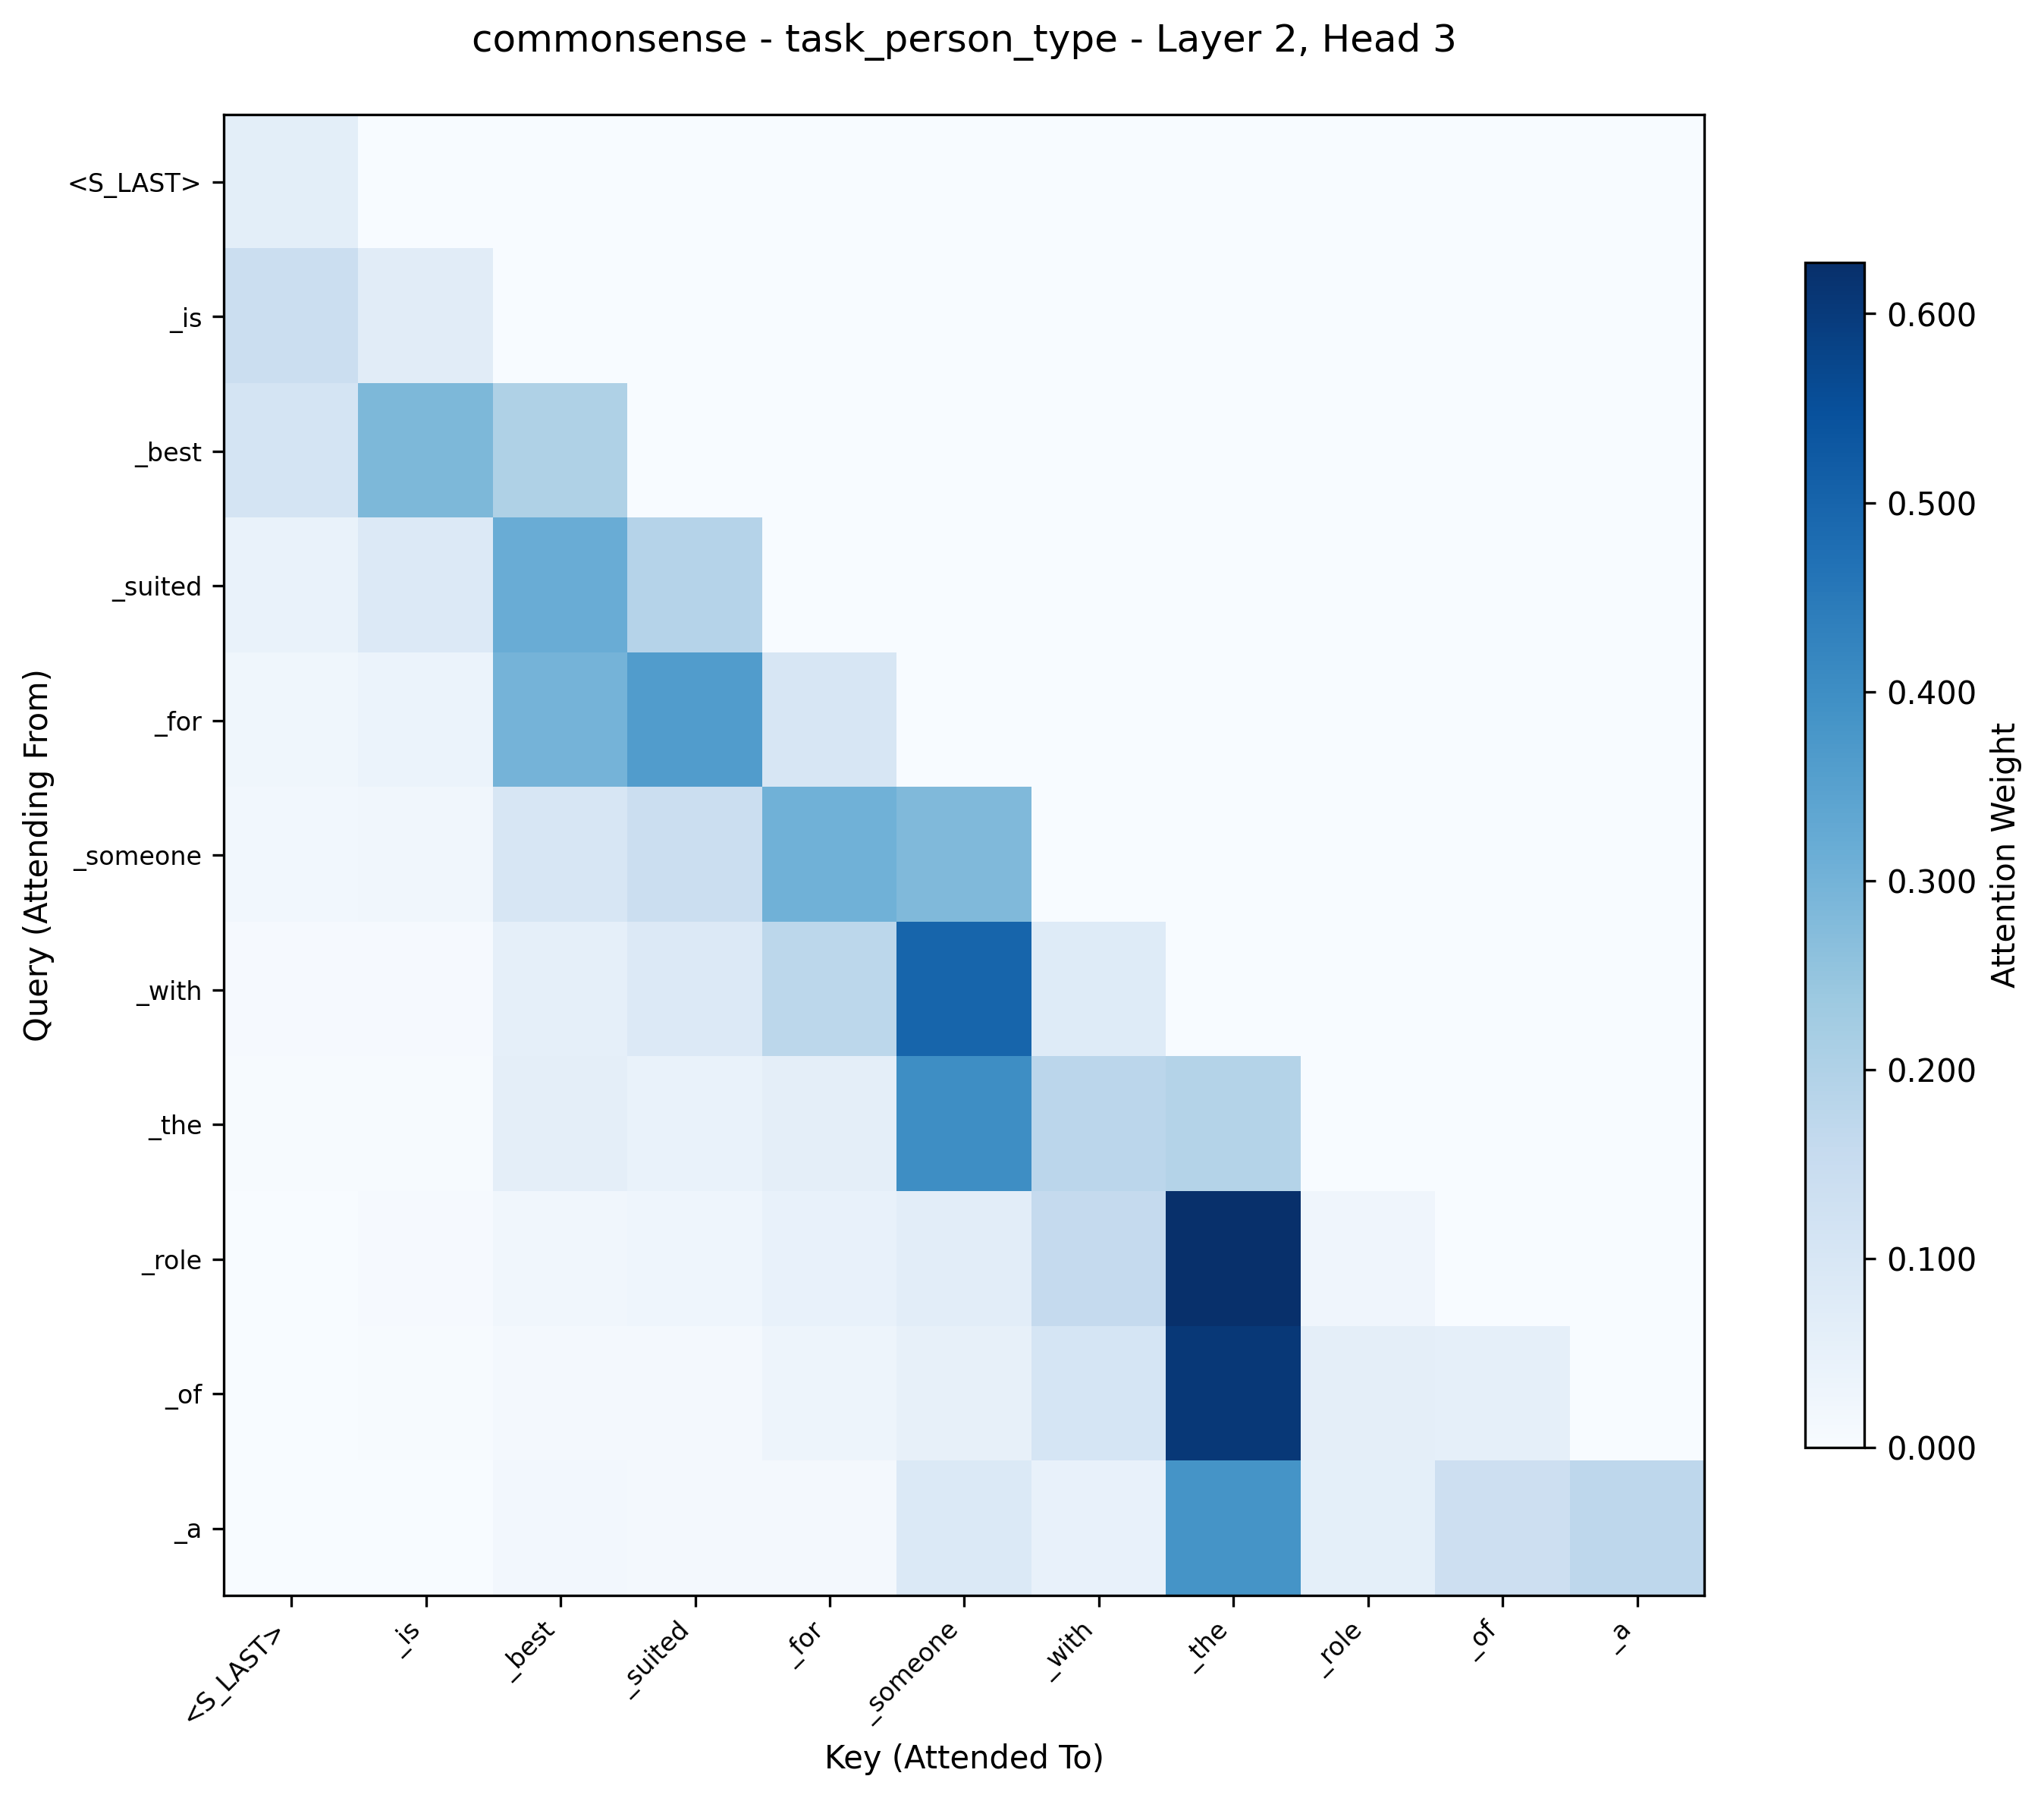 commonsense - task_person_type - Layer 2, Head 3
Query (Attending From)
<S_LAST>
_is
_best
_suited
_for
_someone
_with
_the
_role
_of
_a
<S_LAST>
_is
_best
_suited
_for
_someone
_with
_the
_role
_of
_a
Key (Attended To)
0.600
0.500
0.400
0.300
0.200
0.100
0.000
Attention Weight